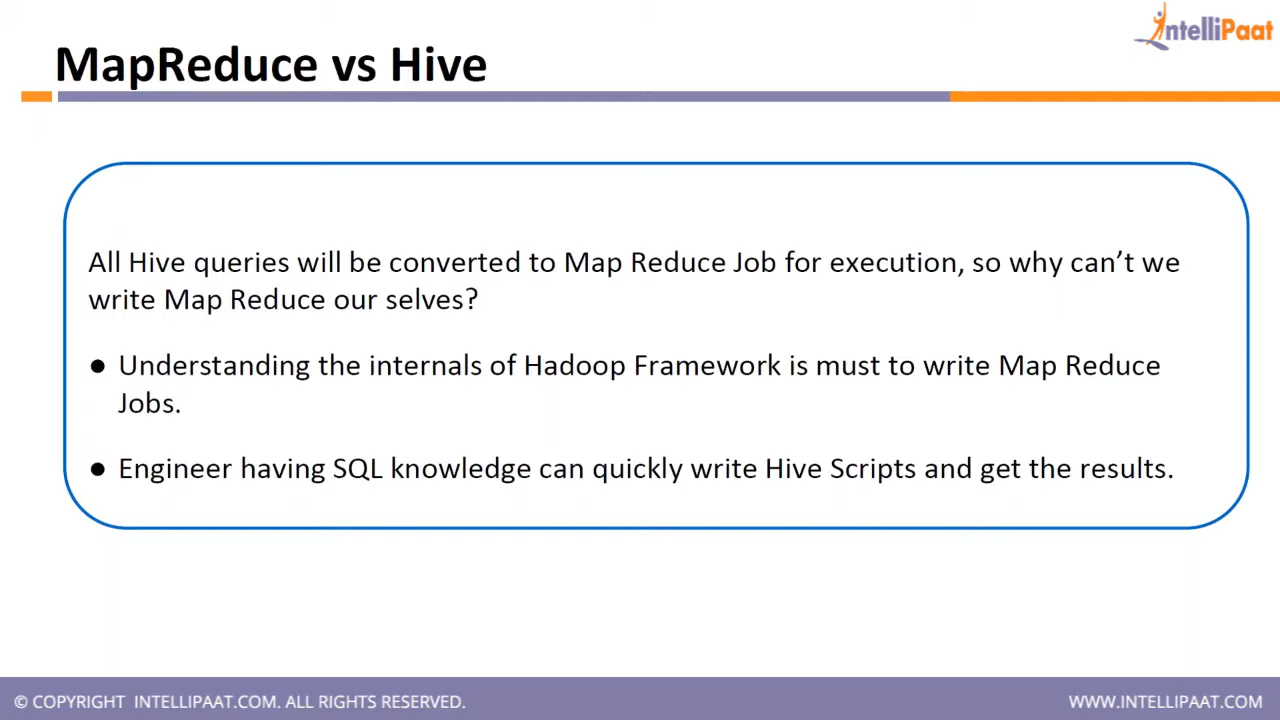 IntelliPaat
MapReduce vs Hive
All Hive queries will be converted to Map Reduce Job for execution, so why can’t we
write Map Reduce our selves?
● Understanding the internals of Hadoop Framework is must to write Map Reduce
Jobs.
● Engineer having SQL knowledge can quickly write Hive Scripts and get the results.
© COPYRIGHT INTELLIPAAT.COM. ALL RIGHTS RESERVED.
WWW.INTELLIPAAT.COM